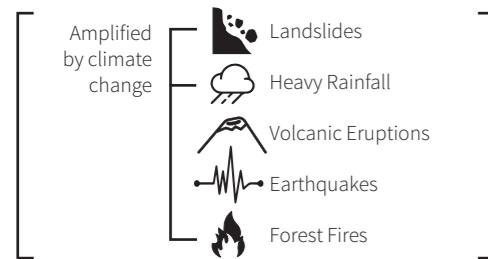 Amplified
by climate
change
Landslides
Heavy Rainfall
Volcanic Eruptions
Earthquakes
Forest Fires